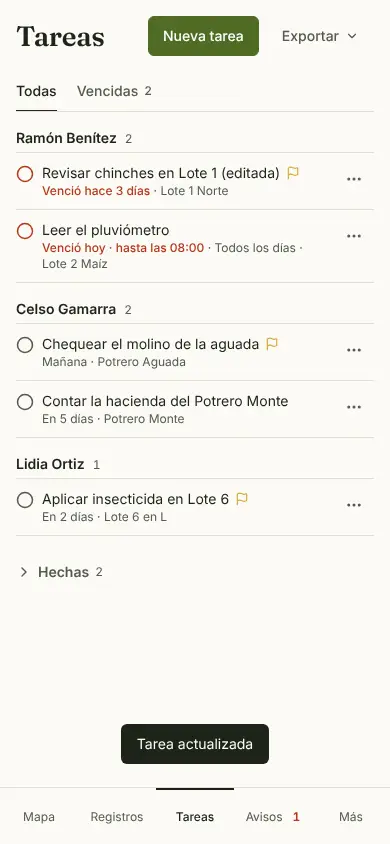 Tareas
Nueva tarea
Exportar
Todas
Vencidas 2
Ramón Benítez 2
Revisar chinches en Lote 1 (editada)
Venció hace 3 días · Lote 1 Norte
Leer el pluviómetro
Venció hoy · hasta las 08:00 · Todos los días ·
Lote 2 Maíz
Celso Gamarra 2
Chequear el molino de la aguada
Mañana · Potrero Aguada
Contar la hacienda del Potrero Monte
En 5 días · Potrero Monte
Lidia Ortiz 1
Aplicar insecticida en Lote 6
En 2 días · Lote 6 en L
Hechas 2
Tarea actualizada
Mapa
Registros
Tareas
Avisos 1
Más